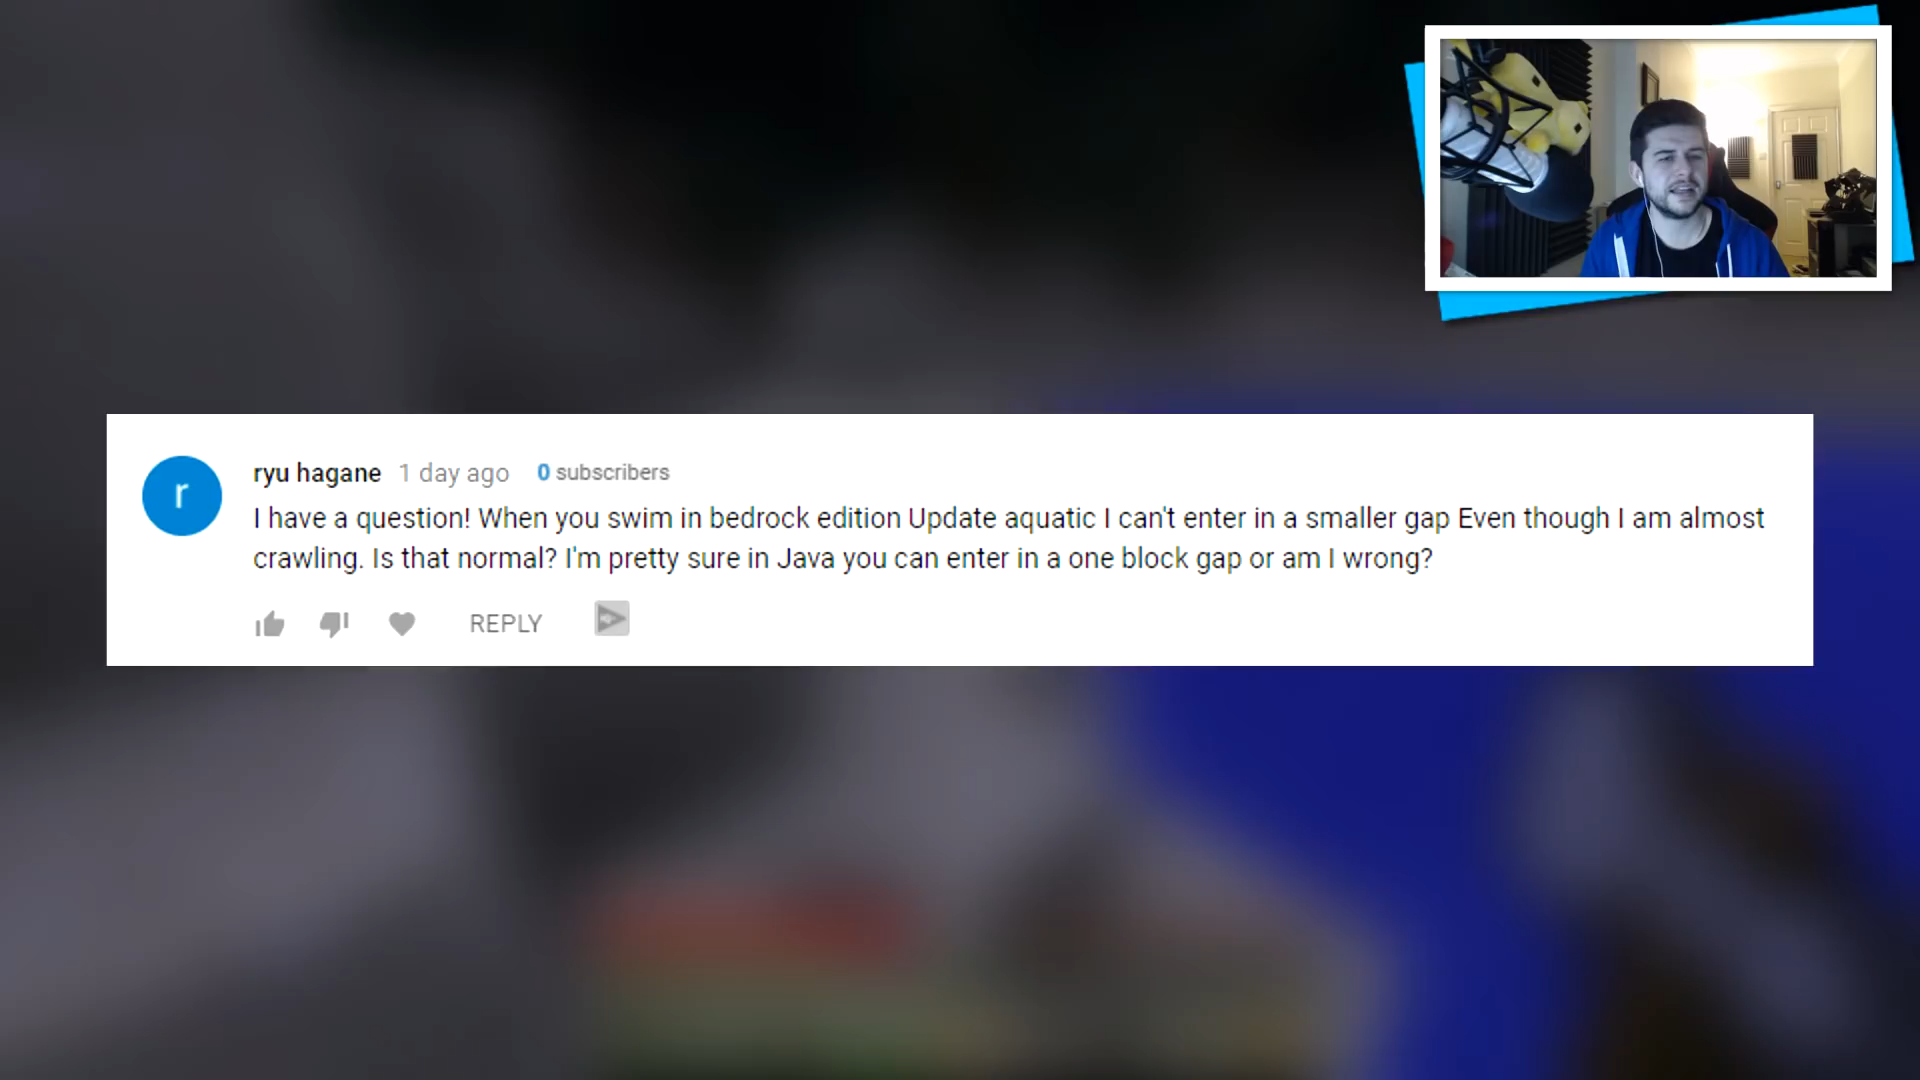 r
ryu hagane 1 day ago 0 subscribers
I have a question! When you swim in bedrock edition Update aquatic I can't enter in a smaller gap Even though I am almost
crawling. Is that normal? I'm pretty sure in Java you can enter in a one block gap or am I wrong?
REPLY